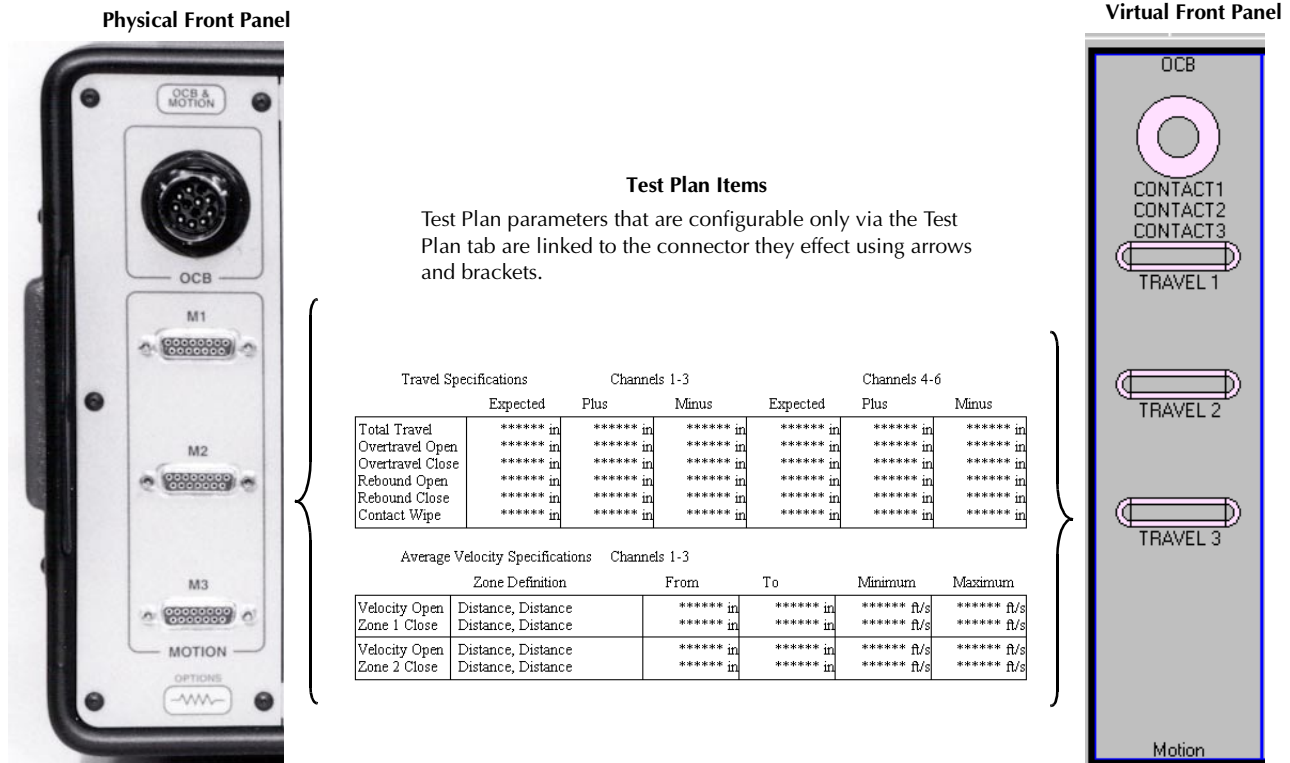 Physical Front Panel
Virtual Front Panel
OCB &
MOTION
OCB
M1
M2
M3
MOTION
OPTIONS
Test Plan Items
Test Plan parameters that are configurable only via the Test
Plan tab are linked to the connector they effect using arrows
and brackets.
Travel Specifications Channels 1-3 Channels 4-6
Expected Plus Minus Expected Plus Minus
Total Travel ****** in ****** in ****** in ****** in ****** in ****** in
Overtravel Open ****** in ****** in ****** in ****** in ****** in ****** in
Overtravel Close ****** in ****** in ****** in ****** in ****** in ****** in
Rebound Open ****** in ****** in ****** in ****** in ****** in ****** in
Rebound Close ****** in ****** in ****** in ****** in ****** in ****** in
Contact Wipe ****** in ****** in ****** in ****** in ****** in ****** in
Average Velocity Specifications Channels 1-3
Zone Definition From To Minimum Maximum
Velocity Open Distance, Distance ****** in ****** in ****** ft/s ****** ft/s
Zone 1 Close Distance, Distance ****** in ****** in ****** ft/s ****** ft/s
Velocity Open Distance, Distance ****** in ****** in ****** ft/s ****** ft/s
Zone 2 Close Distance, Distance ****** in ****** in ****** ft/s ****** ft/s
OCB
CONTACT1
CONTACT2
CONTACT3
TRAVEL 1
TRAVEL 2
TRAVEL 3
Motion